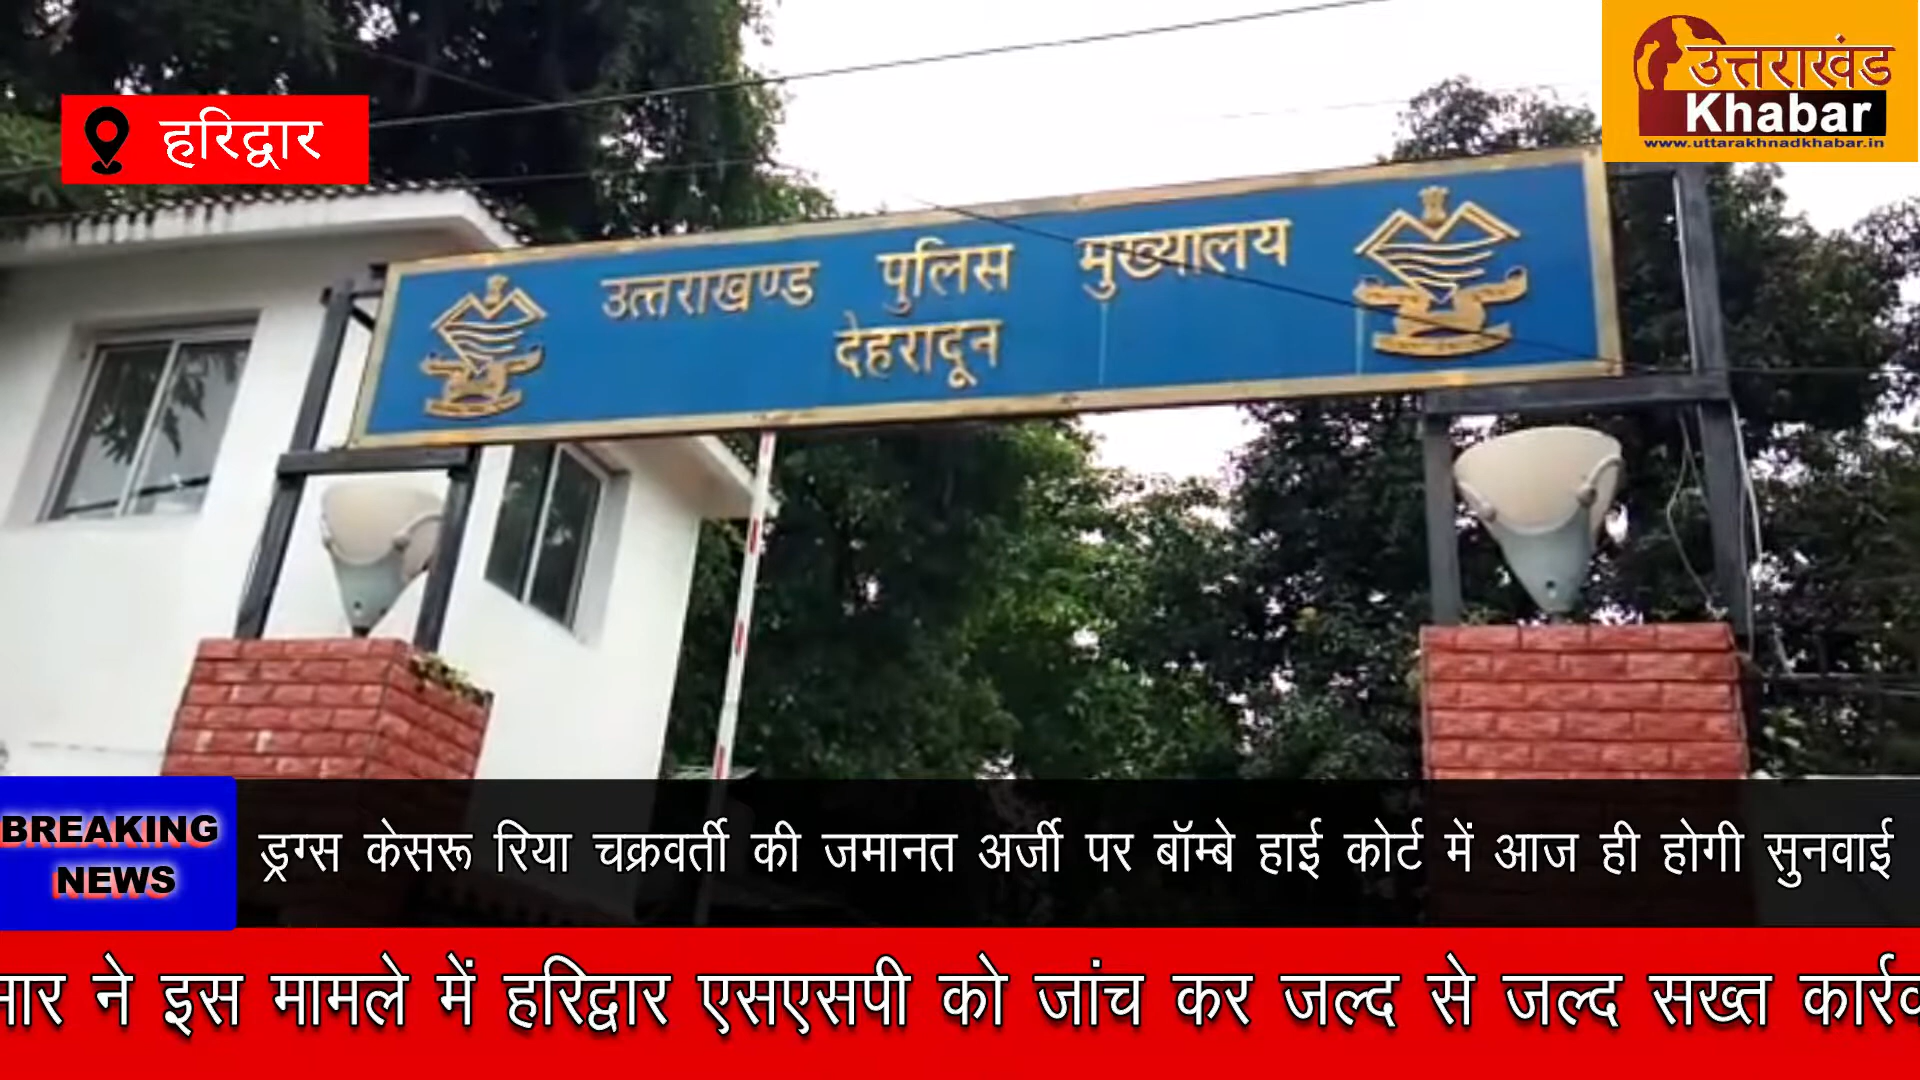 उत्तराखंड
Khabar
www.uttarakhnadkhabar.in
हरिद्वार
उत्तराखण्ड पुलिस मुख्यालय
देहरादून
BREAKING
NEWS
ड्रग्स केसरू रिया चक्रवर्ती की जमानत अर्जी पर बॉम्बे हाई कोर्ट में आज ही होगी सुनवाई
ने इस मामले में हरिद्वार एसएसपी को जांच कर जल्द से जल्द सख्त